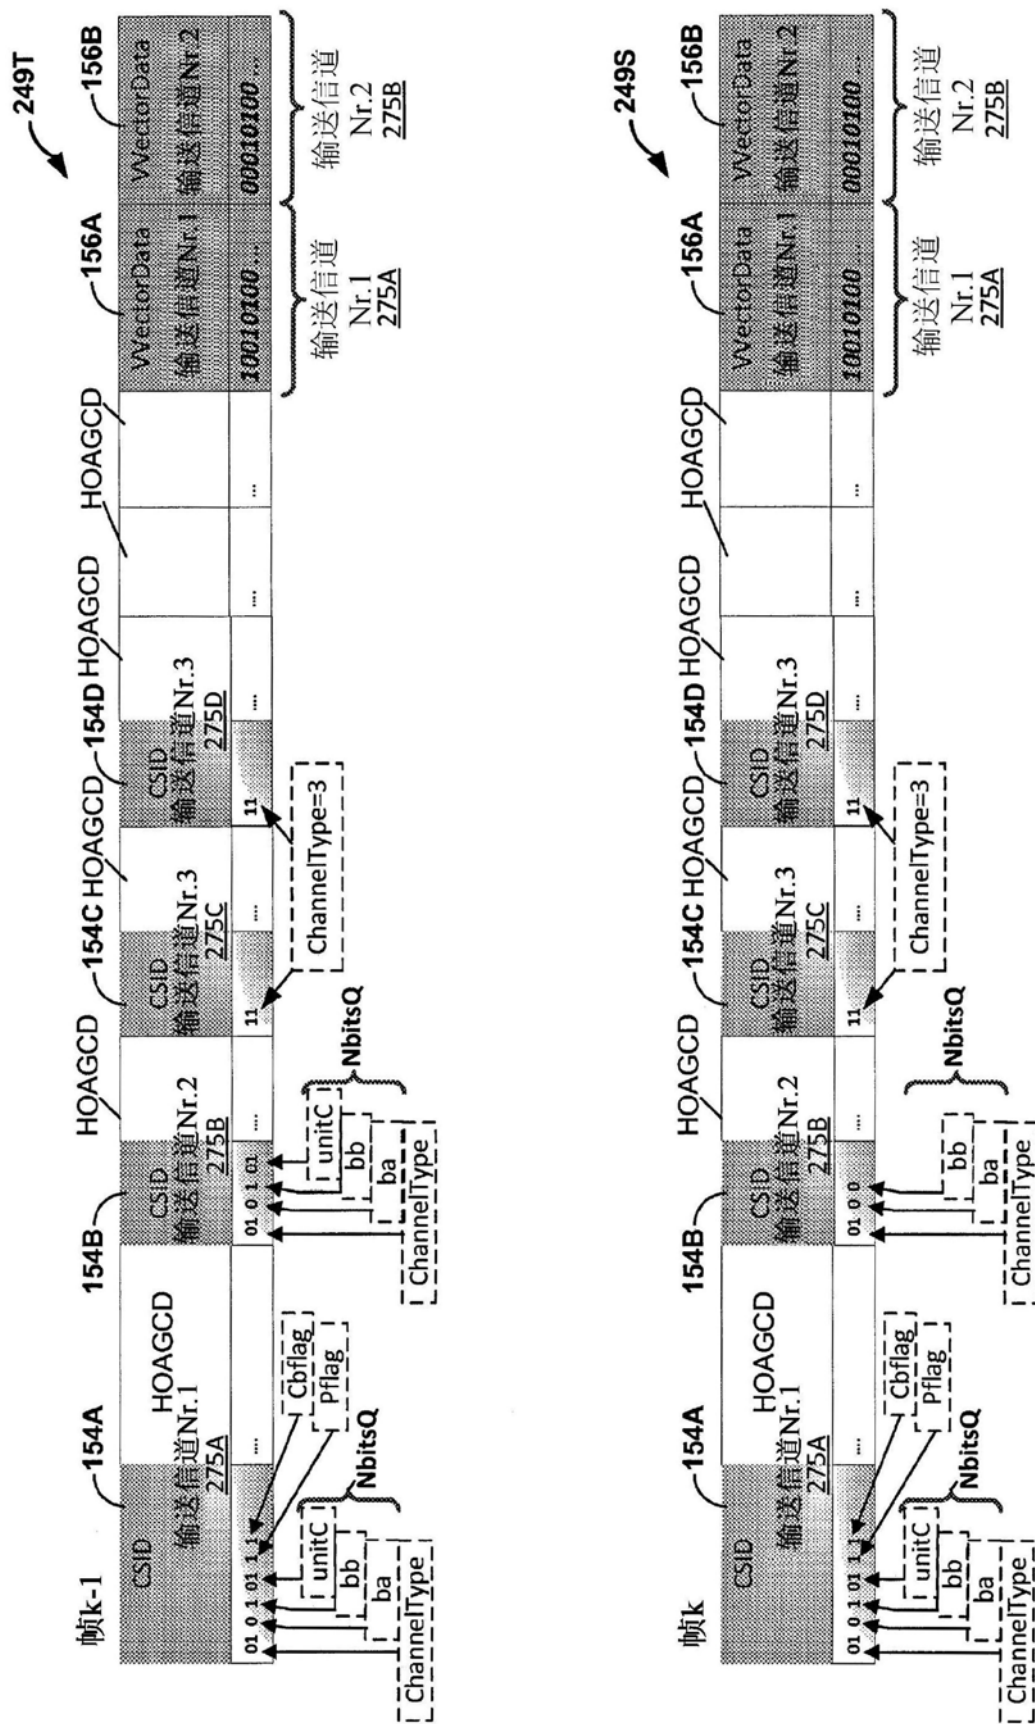 249T
帧k-1
154A
154B
HOAGCD
154C
HOAGCD
154D
HOAGCD
HOAGCD
156A
156B
CSID
输送信道Nr.1
275A
HOAGCD
CSID
输送信道Nr.2
275B
CSID
输送信道Nr.3
275C
CSID
输送信道Nr.3
275D
VVectorData
输送信道Nr.1
VVectorData
输送信道Nr.2
01 0 1 01 1 1
....
01 0 1 01
....
11
....
11
....
....
...
10010100...
00010100...
Cbflag
Pflag
NbitsQ
unitC
bb
ba
ChannelType
NbitsQ
unitC
bb
ba
ChannelType
ChannelType=3
输送信道
Nr.1
275A
输送信道
Nr.2
275B
249S
帧k
154A
154B
HOAGCD
154C
HOAGCD
154D
HOAGCD
HOAGCD
156A
156B
CSID
输送信道Nr.1
275A
HOAGCD
CSID
输送信道Nr.2
275B
CSID
输送信道Nr.3
275C
CSID
输送信道Nr.3
275D
VVectorData
输送信道Nr.1
VVectorData
输送信道Nr.2
01 0 1 01 1 1
....
01 0 0
....
11
....
11
....
....
...
10010100...
00010100...
Cbflag
Pflag
NbitsQ
unitC
bb
ba
ChannelType
NbitsQ
bb
ba
ChannelType
ChannelType=3
输送信道
Nr.1
275A
输送信道
Nr.2
275B